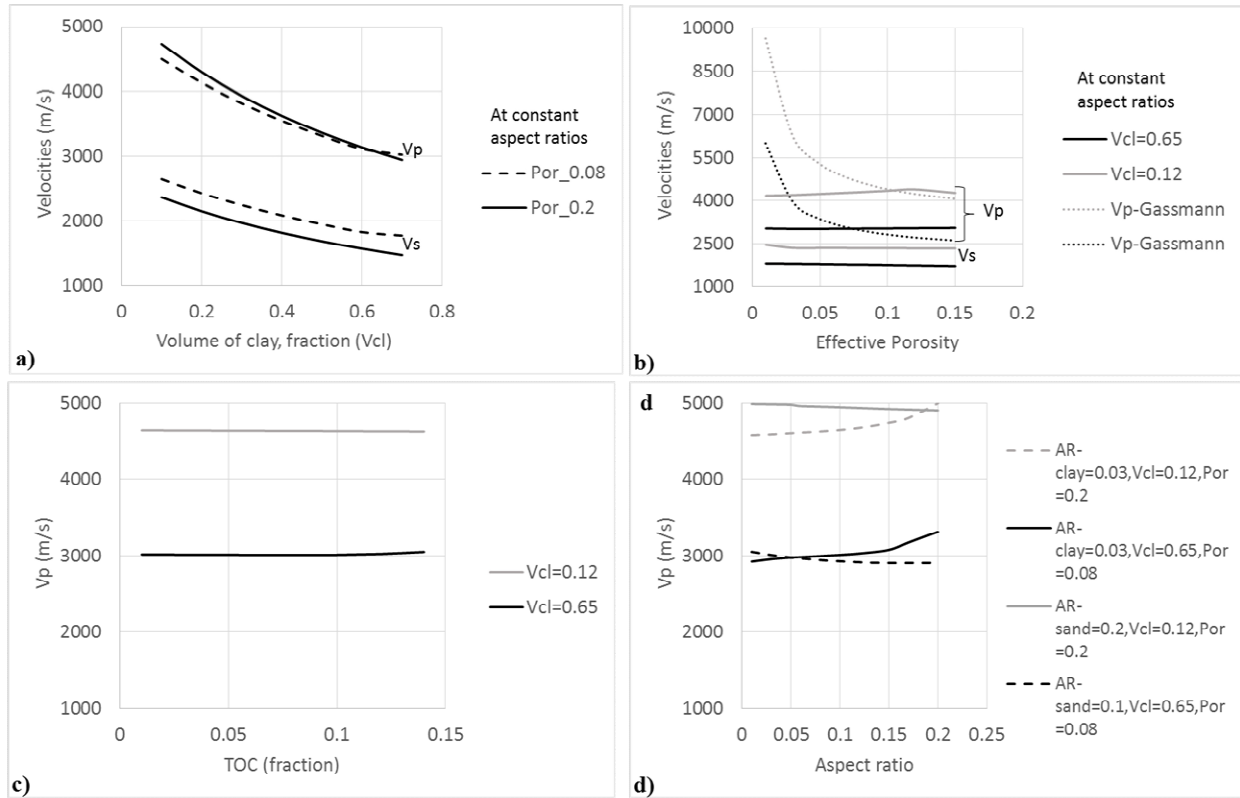 5000
4000
3000
2000
1000
Velocities (m/s)
0
0.2
0.4
0.6
0.8
Volume of clay, fraction (Vcl)
Vp
Vs
At constant
aspect ratios
Por_0.08
Por_0.2
a)
10000
8500
7000
5500
4000
2500
1000
Velocities (m/s)
0
0.05
0.1
0.15
0.2
Effective Porosity
Vp
Vs
At constant
aspect ratios
Vcl=0.65
Vcl=0.12
Vp-Gassmann
Vp-Gassmann
b)
5000
4000
3000
2000
1000
Vp (m/s)
0
0.05
0.1
0.15
TOC (fraction)
Vcl=0.12
Vcl=0.65
c)
d
5000
4000
3000
2000
1000
Vp (m/s)
0
0.05
0.1
0.15
0.2
0.25
Aspect ratio
AR-
clay=0.03,Vcl=0.12,Por
=0.2
AR-
clay=0.03,Vcl=0.65,Por
=0.08
AR-
sand=0.2,Vcl=0.12,Por
=0.2
AR-
sand=0.1,Vcl=0.65,Por
=0.08
d)